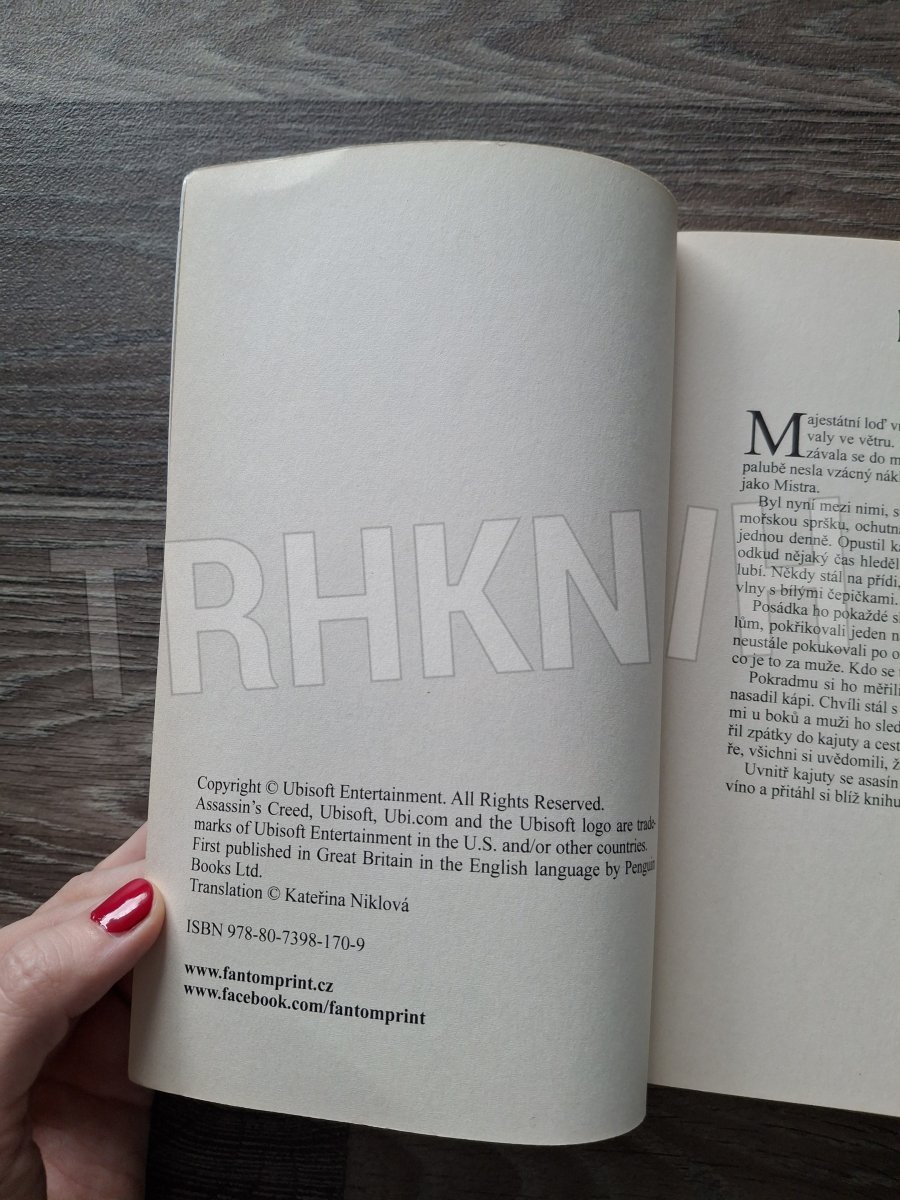 Copyright © Ubisoft Entertainment. All Rights Reserved.
Assassin's Creed, Ubisoft, Ubi.com and the Ubisoft logo are trade-
marks of Ubisoft Entertainment in the U.S. and/or other countries.
First published in Great Britain in the English language by Penguin
Books Ltd.
Translation © Kateřina Niklová
ISBN 978-80-7398-170-9
www.fantomprint.cz
www.facebook.com/fantomprint
Majestátní loď
valy ve větru.
závala se do
palubě nesla vzácný
jako Mistra.
Byl nyní mezi nimi,
mořskou spršku,
jednou denně. Opustil
odkud nějaký čas
lubí. Někdy stál na přídi,
vlny s bílými čepičkami.
Posádka ho pokaždé
lům, pokřikovali jeden
neustále pokukovali po
co je to za muže. Kdo se
Pokradmu si ho měřili
nasadil kápi. Chvíli stál s
mi u boků a muži ho
řil zpátky do kajuty a
ře, všichni si uvědomili,
Uvnitř kajuty se asasín
víno a přitáhl si blíž knihu
TRHKNIH